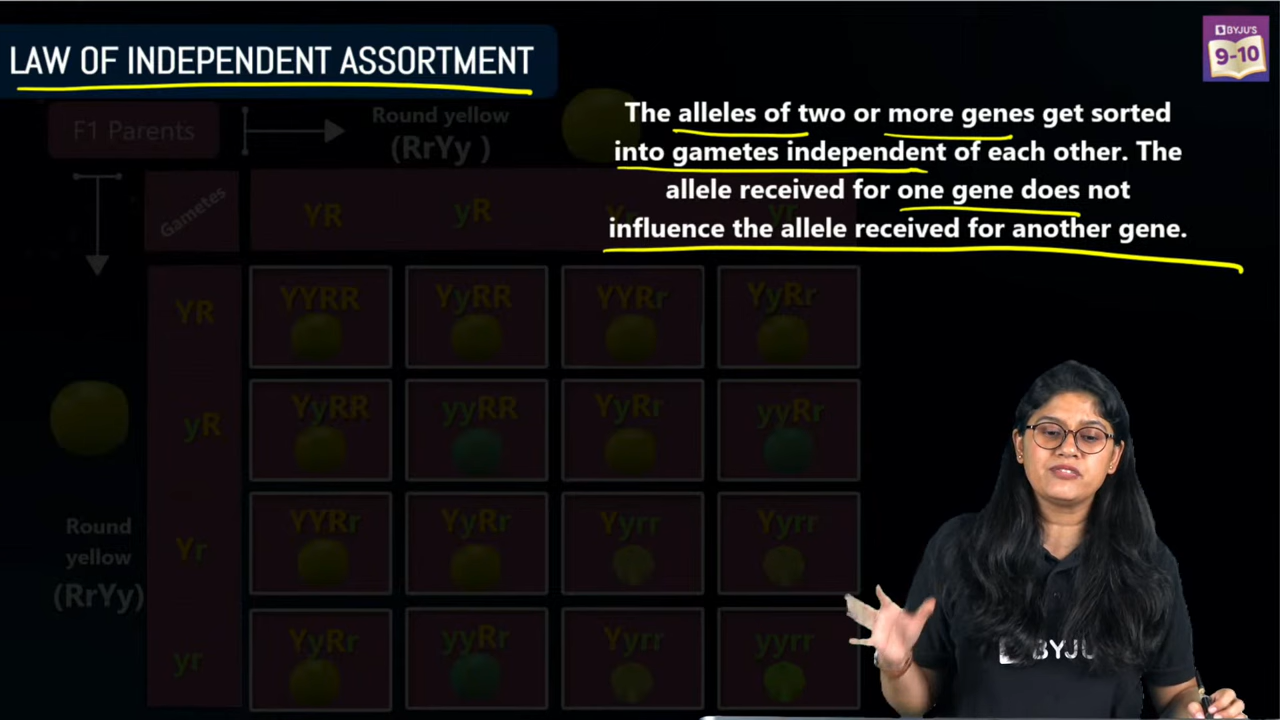 LAW OF INDEPENDENT ASSORTMENT
BYJU'S
9-10
The alleles of two or more genes get sorted
into gametes independent of each other. The
allele received for one gene does not
influence the allele received for another gene.
F1 Parents
Round yellow
(RrYy )
Gametes
YR yR
YR YYRR YyRR YYRr YyRr
yR YyRR yyRR YyRr yyRr
Round
yellow
(RrYy)
Yr YYRr YyRr Yyrr Yyrr
yr YyRr yyRr Yyrr yyrr
BYJU